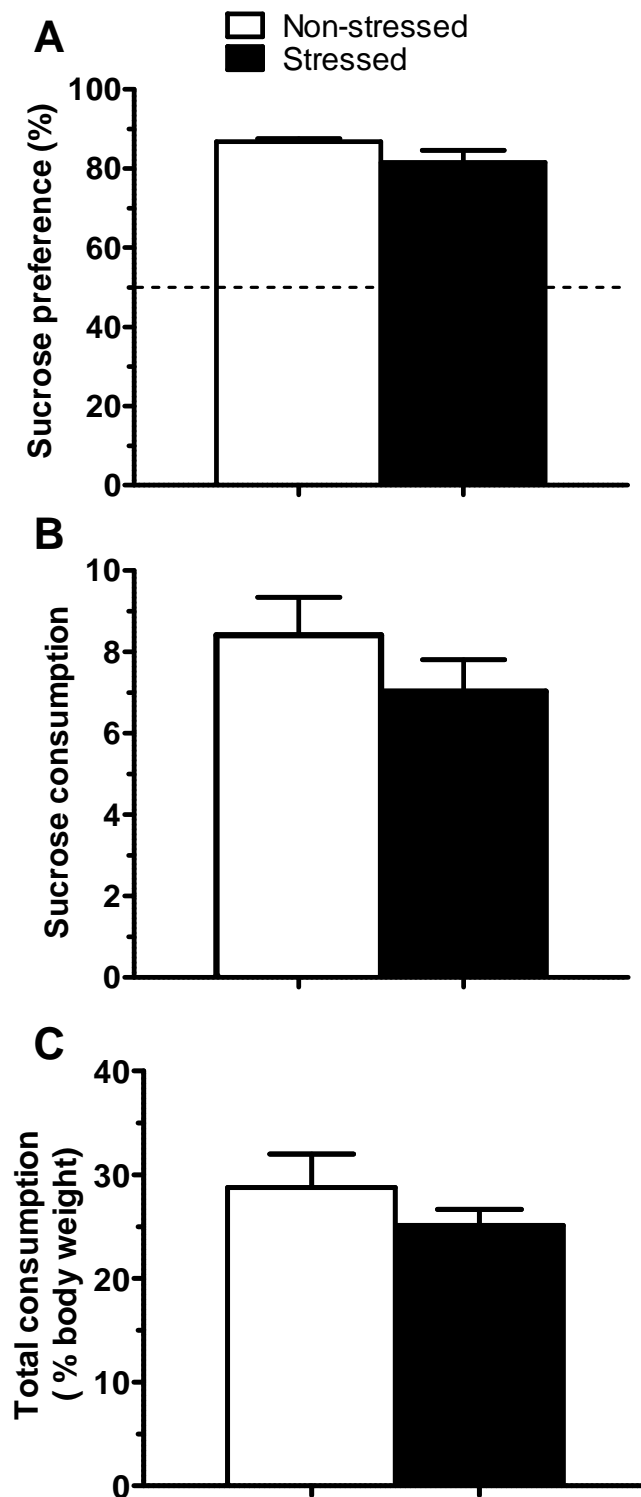 A
Non-stressed
Stressed
Sucrose preference (%)
100
80
60
40
20
0
B
Sucrose consumption
10
8
6
4
2
0
C
Total consumption
( % body weight)
40
30
20
10
0